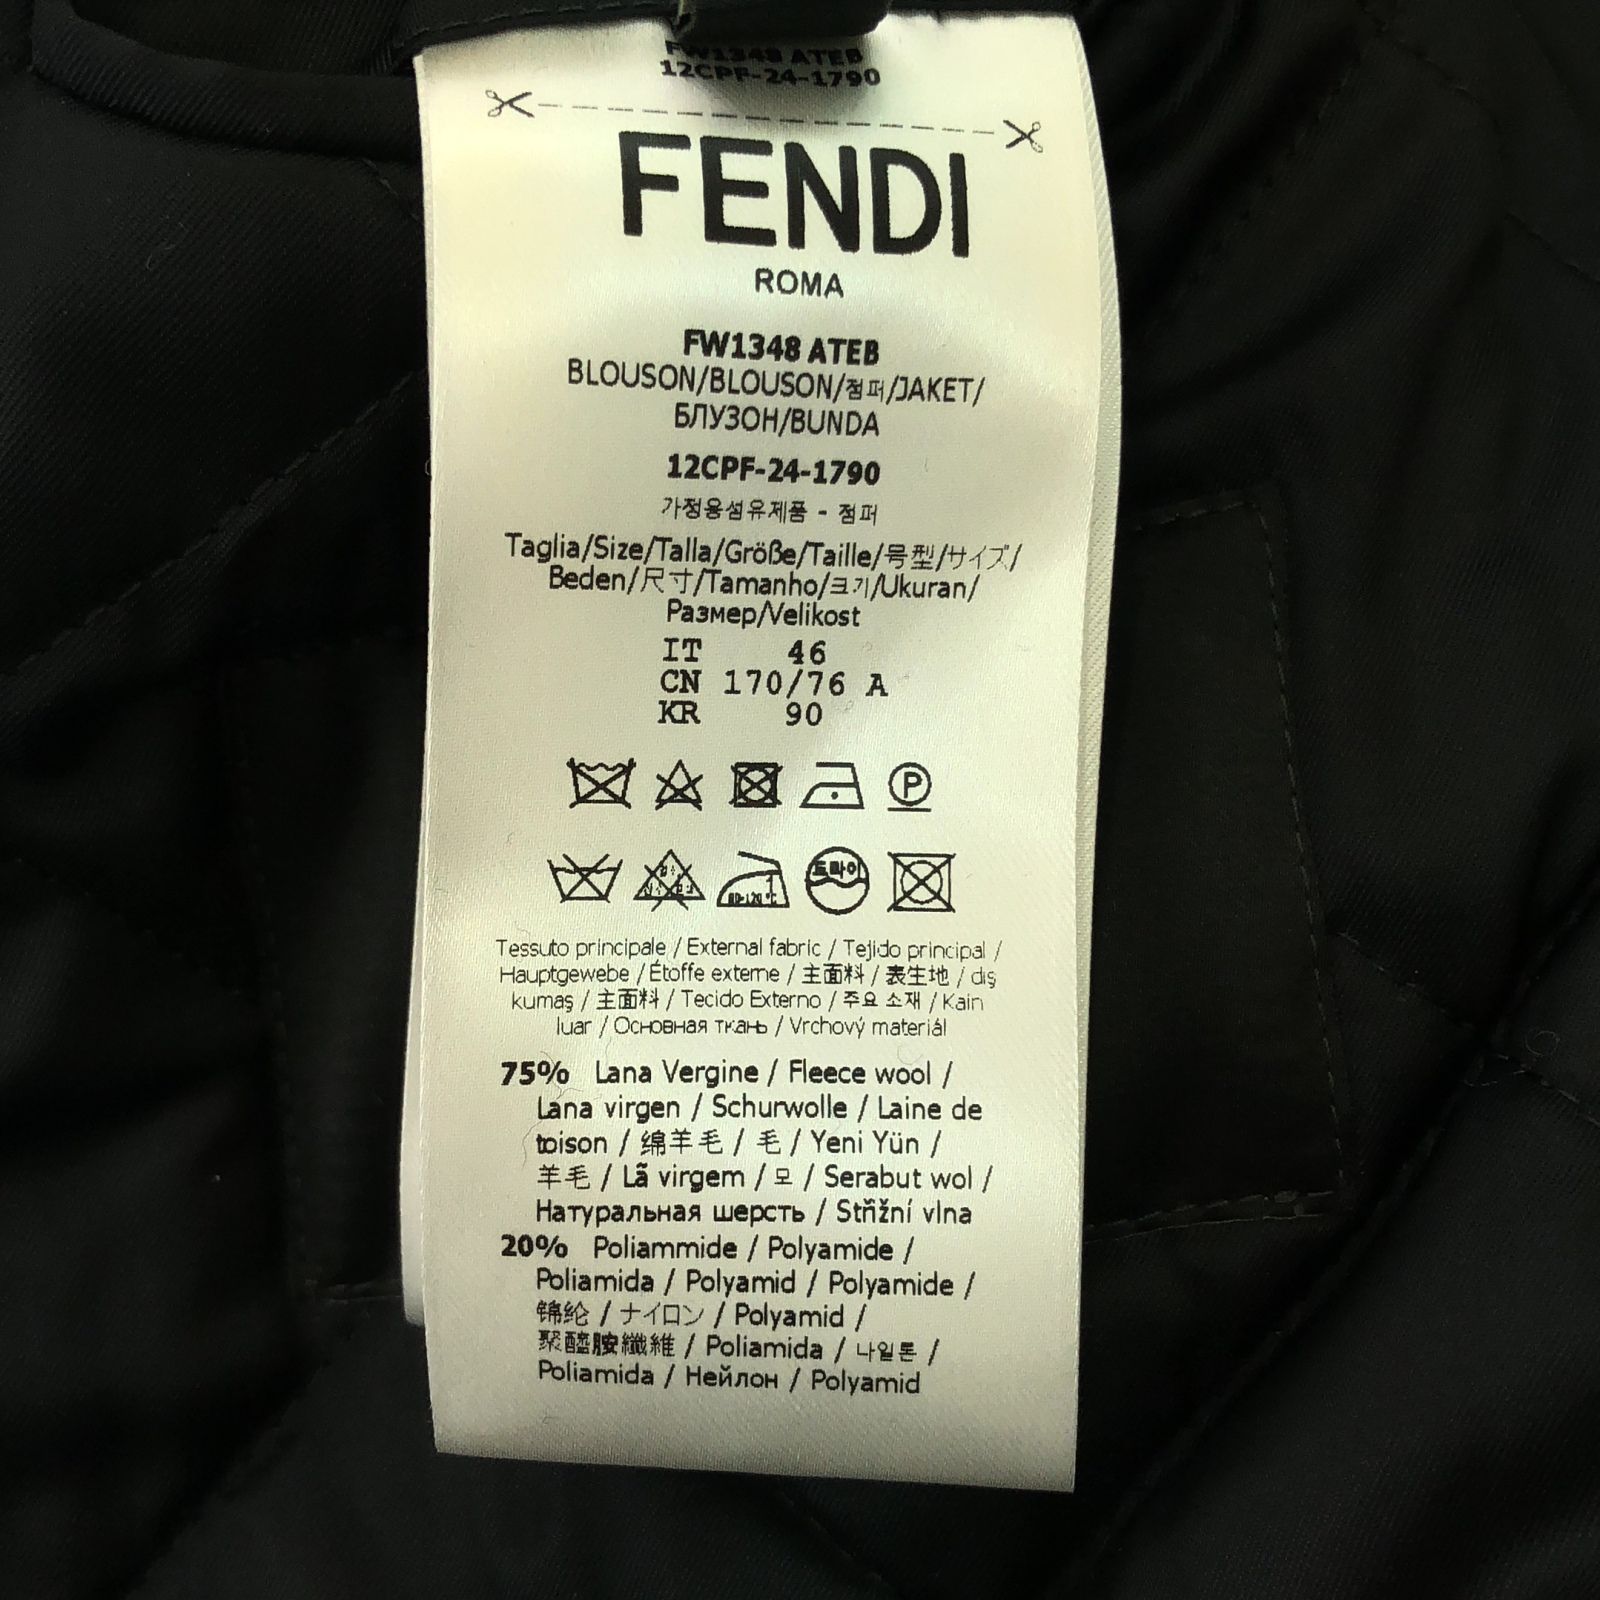 FW1348 ATEB
12CPF-24-1790
FENDI
ROMA
FW1348 ATEB
BLOUSON/BLOUSON/점퍼/JAKET/
БЛУЗОН/BUNDA
12CPF-24-1790
가정용섬유제품 - 점퍼
Taglia/Size/Talla/Größe/Taille/号型/サイズ/
Beden/尺寸/Tamanho/크기/Ukuran/
Размер/Velikost
IT 46
CN 170/76 A
KR 90
P
드라이
80-120℃
Tessuto principale / External fabric / Tejido principal /
Hauptgewebe / Étoffe externe / 主面料 / 表生地 / dış
kumaş / 主面料 / Tecido Externo / 주요 소재 / Kain
luar / Основная ткань / Vrchový materiál
75% Lana Vergine / Fleece wool /
Lana virgen / Schurwolle / Laine de
toison / 绵羊毛 / 毛 / Yeni Yün /
羊毛 / Lã virgem / 모 / Serabut wol /
Натуральная шерсть / Střižní vlna
20% Poliammide / Polyamide /
Poliamida / Polyamid / Polyamide /
锦纶 / ナイロン / Polyamid /
聚醯胺纖維 / Poliamida / 나일론 /
Poliamida / Нейлон / Polyamid